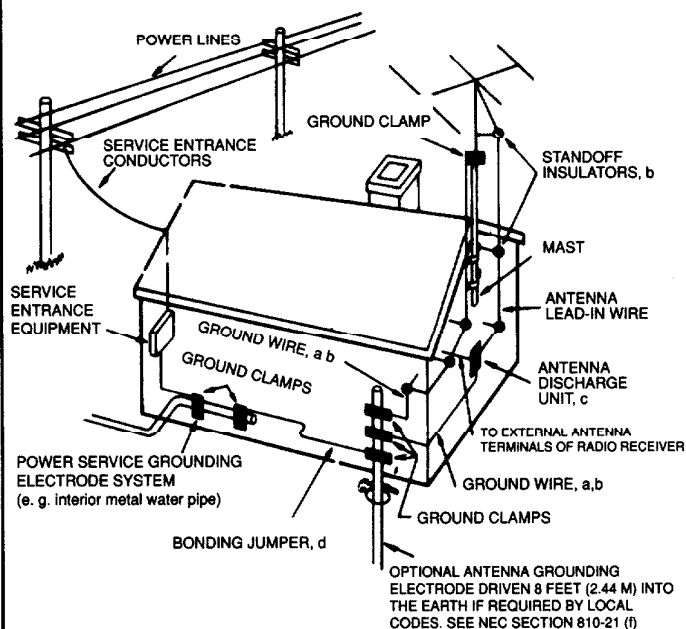 POWER LINES
GROUND CLAMP
SERVICE ENTRANCE
CONDUCTORS
STANDOFF
INSULATORS, b
MAST
SERVICE
ENTRANCE
EQUIPMENT
ANTENNA
LEAD-IN WIRE
GROUND WIRE, a b
GROUND CLAMPS
ANTENNA
DISCHARGE
UNIT, c
TO EXTERNAL ANTENNA
TERMINALS OF RADIO RECEIVER
POWER SERVICE GROUNDING
ELECTRODE SYSTEM
(e. g. interior metal water pipe)
GROUND WIRE, a,b
GROUND CLAMPS
BONDING JUMPER, d
OPTIONAL ANTENNA GROUNDING
ELECTRODE DRIVEN 8 FEET (2.44 M) INTO
THE EARTH IF REQUIRED BY LOCAL
CODES. SEE NEC SECTION 810-21 (f)